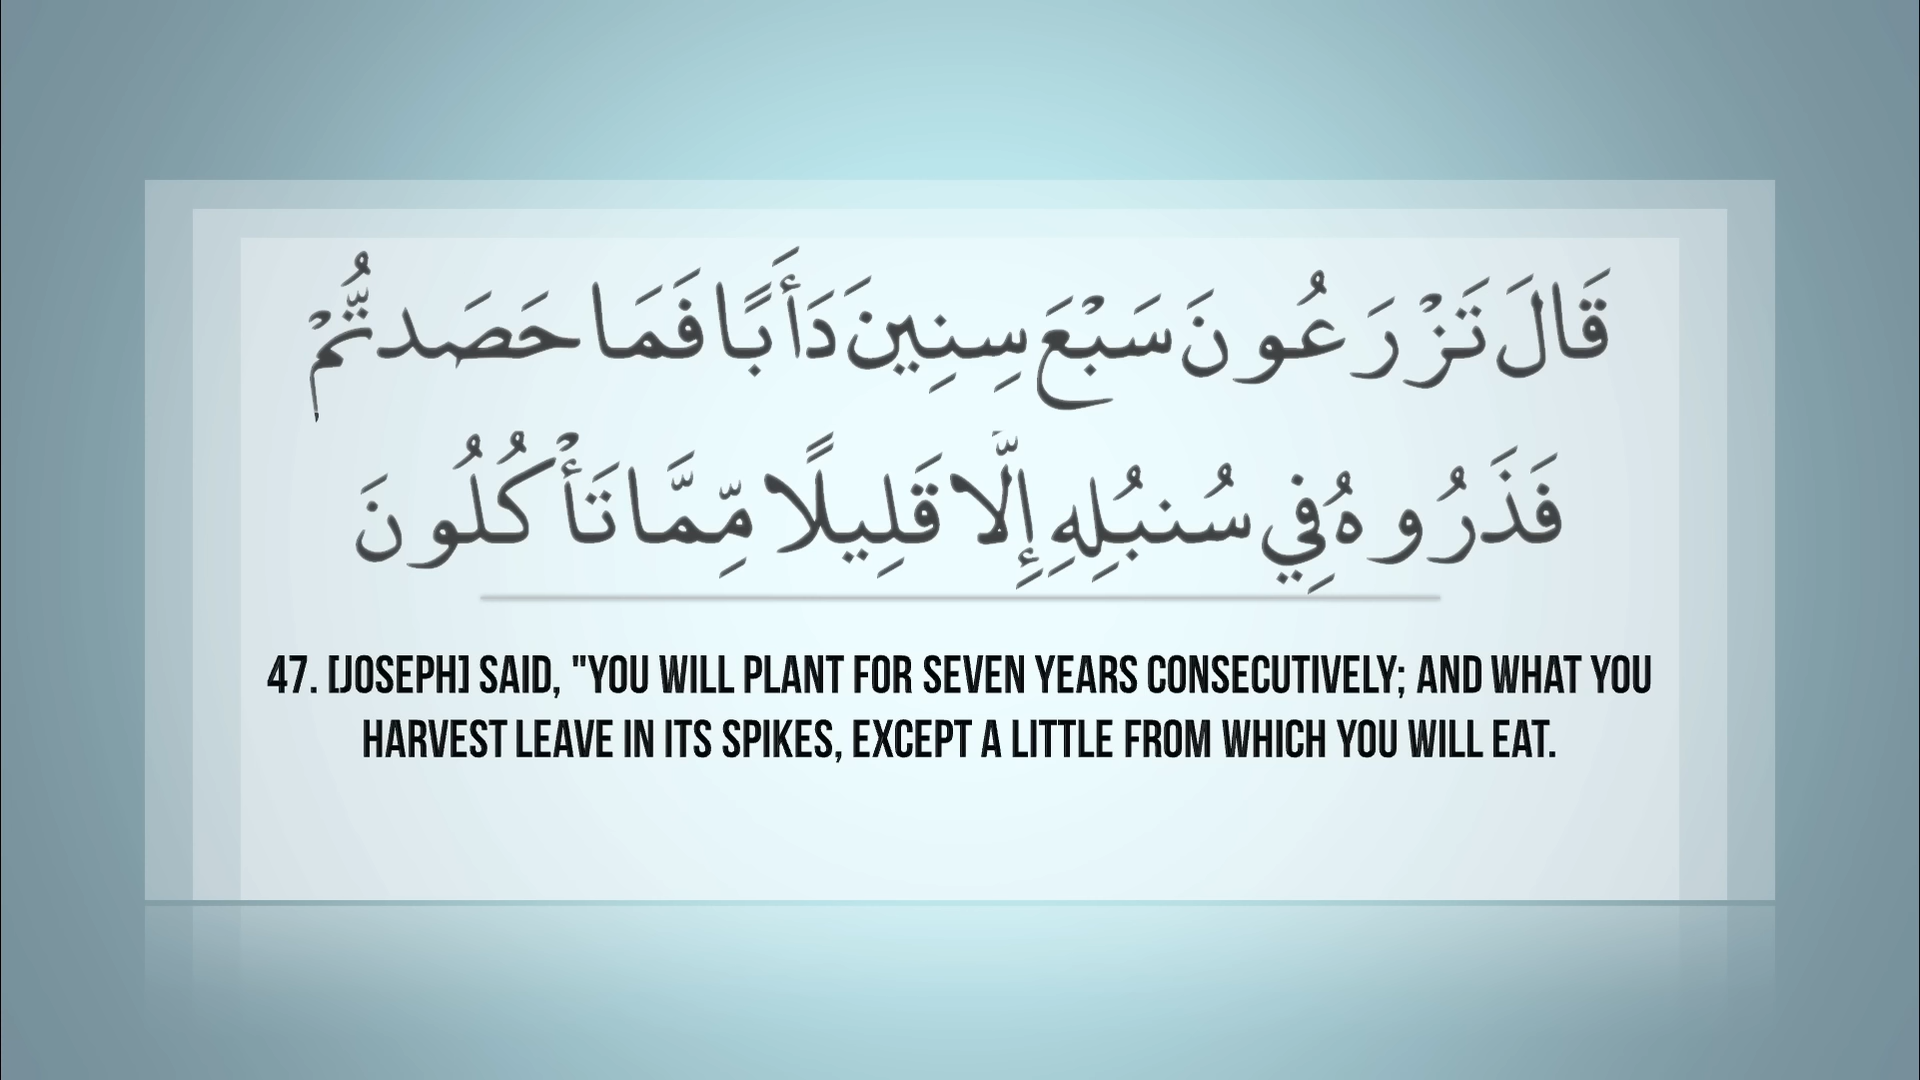 قَالَ تَزْرَعُونَ سَبْعَ سِنِينَ دَأَبًا فَمَا حَصَدتُّمْ
فَذَرُوهُ فِي سُنبُلِهِ إِلَّا قَلِيلًا مِّمَّا تَأْكُلُونَ
47. [JOSEPH] SAID, "YOU WILL PLANT FOR SEVEN YEARS CONSECUTIVELY; AND WHAT YOU
HARVEST LEAVE IN ITS SPIKES, EXCEPT A LITTLE FROM WHICH YOU WILL EAT.